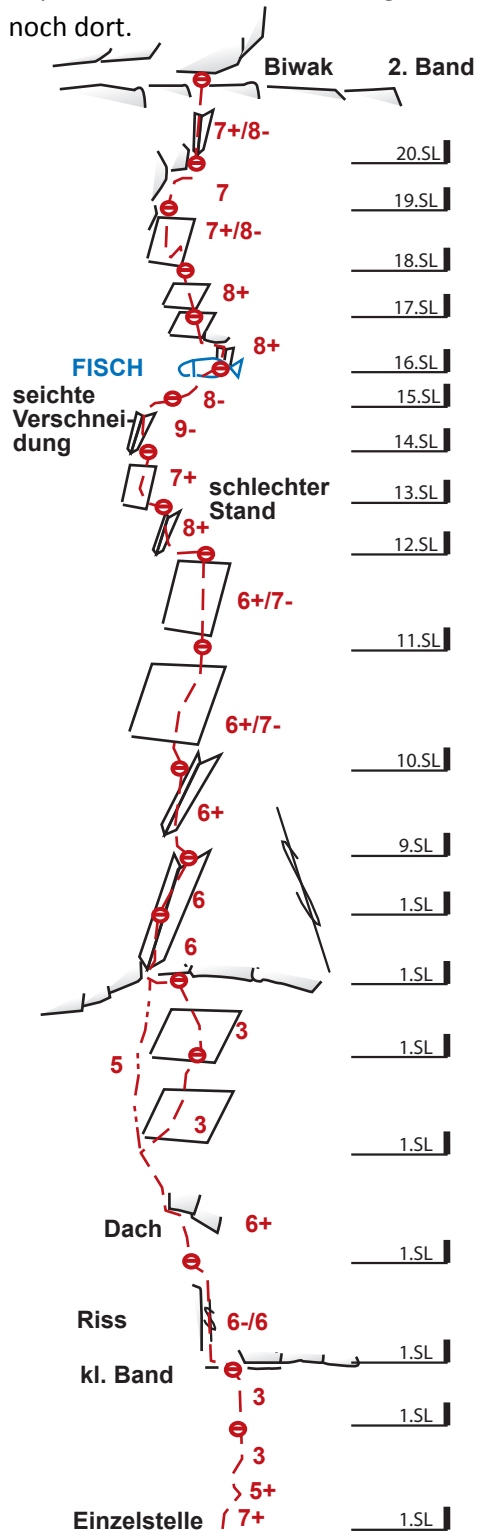 noch dort.
Biwak 2. Band
7+/8-
20.SL
7
19.SL
7+/8-
18.SL
8+
17.SL
8+
FISCH
16.SL
8-
15.SL
seichte
Verschnei-
dung
9-
14.SL
7+
schlechter
Stand
13.SL
8+
12.SL
6+/7-
11.SL
6+/7-
10.SL
6+
9.SL
6
1.SL
6
1.SL
3
5
1.SL
3
1.SL
Dach
6+
1.SL
Riss
6-/6
1.SL
kl. Band
3
1.SL
3
5+
Einzelstelle 7+
1.SL